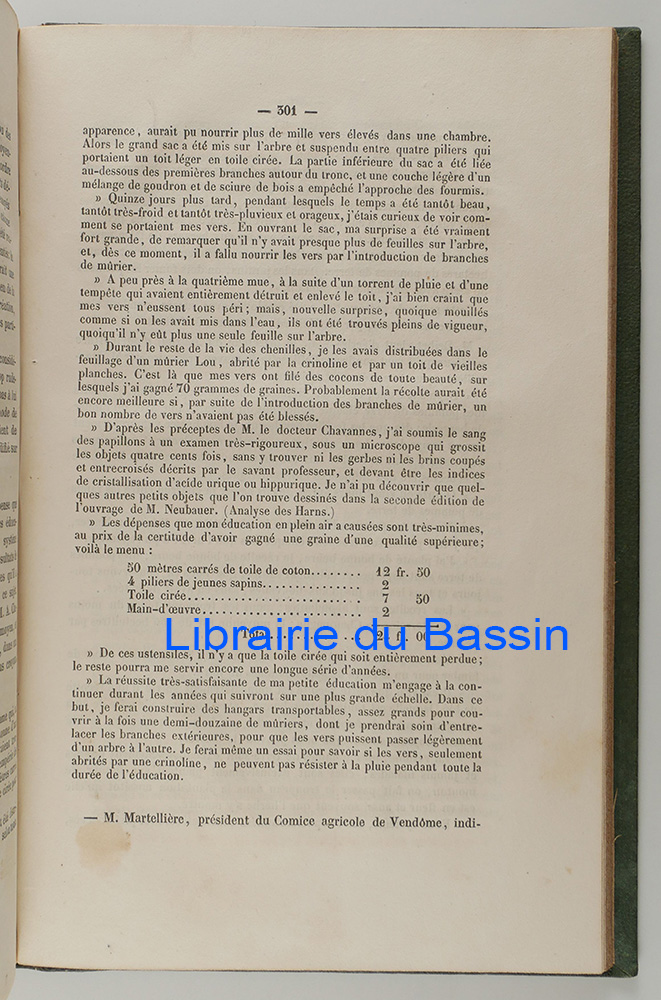 — 301 —
apparence, aurait pu nourrir plus de mille vers élevés dans une chambre.
Alors le grand sac a été mis sur l'arbre et suspendu entre quatre piliers qui
portaient un toit léger en toile cirée. La partie inférieure du sac a été liée
au-dessous des premières branches autour du tronc, et une couche légère d'un
mélange de goudron et de sciure de bois a empêché l'approche des fourmis.
» Quinze jours plus tard, pendant lesquels le temps a été tantôt beau,
tantôt très-froid et tantôt très-pluvieux et orageux, j'étais curieux de voir com-
ment se portaient mes vers. En ouvrant le sac, ma surprise a été vraiment
fort grande, de remarquer qu'il n'y avait presque plus de feuilles sur l'arbre,
et, dès ce moment, il a fallu nourrir les vers par l'introduction de branches
de mûrier.
» A peu près à la quatrième mue, à la suite d'un torrent de pluie et d'une
tempête qui avaient entièrement détruit et enlevé le toit, j'ai bien craint que
mes vers n'eussent tous péri; mais, nouvelle surprise, quoique mouillés
comme si on les avait mis dans l'eau, ils ont été trouvés pleins de vigueur,
quoiqu'il n'y eût plus une seule feuille sur l'arbre.
» Durant le reste de la vie des chenilles, je les avais distribuées dans le
feuillage d'un mûrier Lou, abrité par la crinoline et par un toit de vieilles
planches. C'est là que mes vers ont filé des cocons de toute beauté, sur
lesquels j'ai gagné 70 grammes de graines. Probablement la récolte aurait été
encore meilleure si, par suite de l'introduction des branches de mûrier, un
bon nombre de vers n'avaient pas été blessés.
» D'après les préceptes de M. le docteur Chavannes, j'ai soumis le sang
des papillons à un examen très-rigoureux, sous un microscope qui grossit
les objets quatre cents fois, sans y trouver ni les gerbes ni les brins coupés
et entrecroisés décrits par le savant professeur, et devant être les indices
de cristallisation d'acide urique ou hippurique. Je n'ai pu découvrir que quel-
ques autres petits objets que l'on trouve dessinés dans la seconde édition de
l'ouvrage de M. Neubauer. (Analyse des Harns.)
» Les dépenses que mon éducation en plein air a causées sont très-minimes,
au prix de la certitude d'avoir gagné une graine d'une qualité supérieure;
voilà le menu :
50 mètres carrés de toile de coton........ 12 fr. 50
4 piliers de jeunes sapins.............. 2
Toile cirée............................ 7 50
Main-d'œuvre.......................... 2
Total
Librairie du Bassin
» De ces ustensiles, il n'y a que la toile cirée qui soit entièrement perdue;
le reste pourra me servir encore une longue série d'années.
» La réussite très-satisfaisante de ma petite éducation m'engage à la con-
tinuer durant les années qui suivront sur une plus grande échelle. Dans ce
but, je ferai construire des hangars transportables, assez grands pour cou-
vrir à la fois une demi-douzaine de mûriers, dont je prendrai soin d'entre-
lacer les branches extérieures, pour que les vers puissent passer légèrement
d'un arbre à l'autre. Je ferai même un essai pour savoir si les vers, seulement
abrités par une crinoline, ne peuvent pas résister à la pluie pendant toute la
durée de l'éducation.
— M. Martellière, président du Comice agricole de Vendôme, indi-